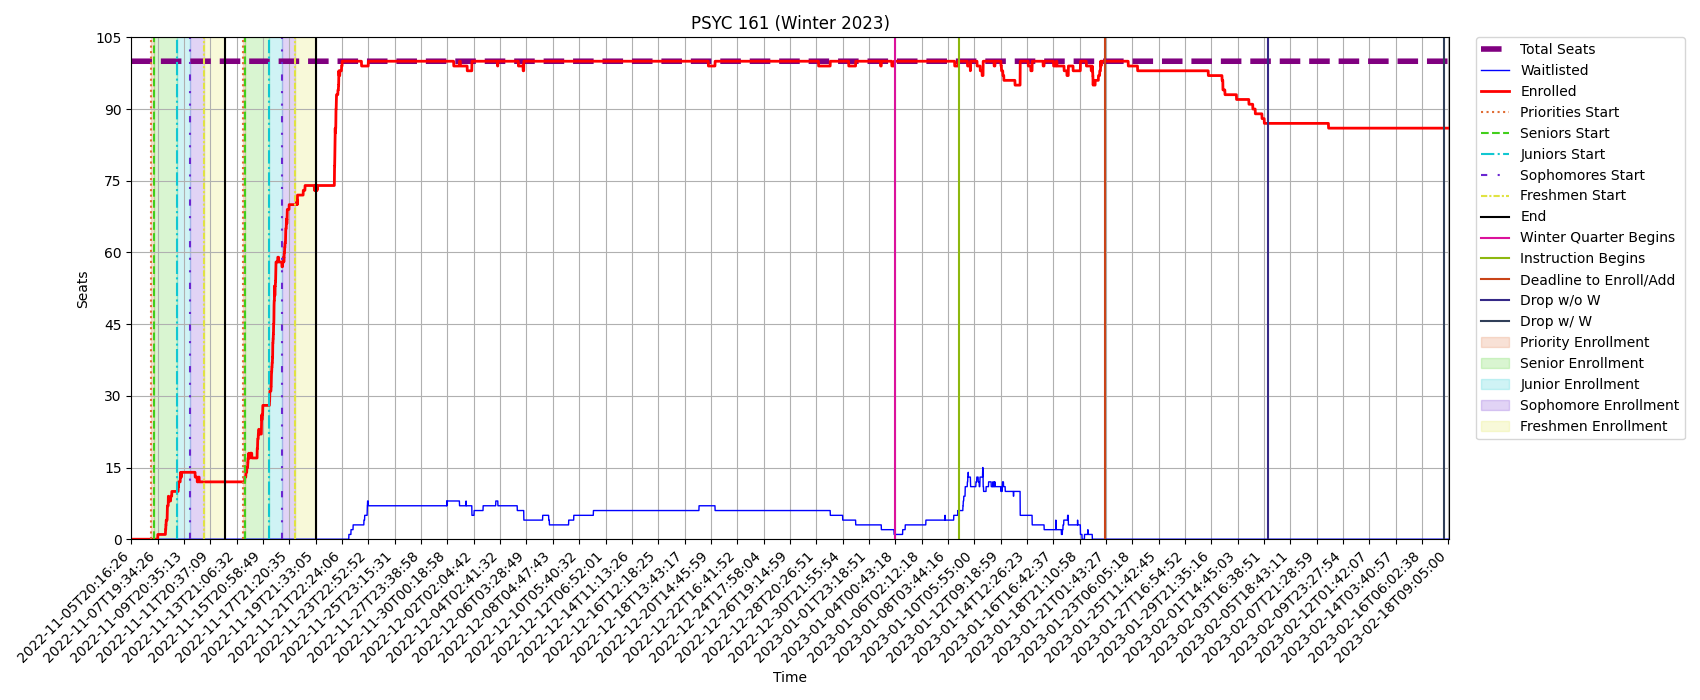 PSYC 161 (Winter 2023)
105
90
75
60
45
30
15
0
Seats
2022-11-05T20:16:26
2022-11-07T19:34:26
2022-11-09T20:35:13
2022-11-11T20:37:09
2022-11-13T21:06:32
2022-11-15T20:58:49
2022-11-17T21:20:35
2022-11-19T21:33:05
2022-11-21T22:24:06
2022-11-23T22:52:52
2022-11-25T23:15:31
2022-11-27T23:38:58
2022-11-30T00:18:58
2022-12-02T02:04:42
2022-12-04T02:41:32
2022-12-06T03:28:49
2022-12-08T04:47:43
2022-12-10T05:40:32
2022-12-12T06:52:01
2022-12-14T11:13:26
2022-12-16T12:18:25
2022-12-18T13:43:17
2022-12-20T14:45:59
2022-12-22T16:41:52
2022-12-24T17:58:04
2022-12-26T19:14:59
2022-12-28T20:26:51
2022-12-30T21:55:54
2023-01-01T23:18:51
2023-01-04T00:43:18
2023-01-06T02:12:18
2023-01-08T03:44:16
2023-01-10T05:55:00
2023-01-12T09:18:59
2023-01-14T12:26:23
2023-01-16T16:42:37
2023-01-18T21:10:58
2023-01-21T01:43:27
2023-01-23T06:05:18
2023-01-25T11:42:45
2023-01-27T16:54:52
2023-01-29T21:35:16
2023-02-01T14:45:03
2023-02-03T16:38:51
2023-02-05T18:43:11
2023-02-07T21:28:59
2023-02-09T23:27:54
2023-02-12T01:42:07
2023-02-14T03:40:57
2023-02-16T06:02:38
2023-02-18T09:05:00
Time
Total Seats
Waitlisted
Enrolled
Priorities Start
Seniors Start
Juniors Start
Sophomores Start
Freshmen Start
End
Winter Quarter Begins
Instruction Begins
Deadline to Enroll/Add
Drop w/o W
Drop w/ W
Priority Enrollment
Senior Enrollment
Junior Enrollment
Sophomore Enrollment
Freshmen Enrollment